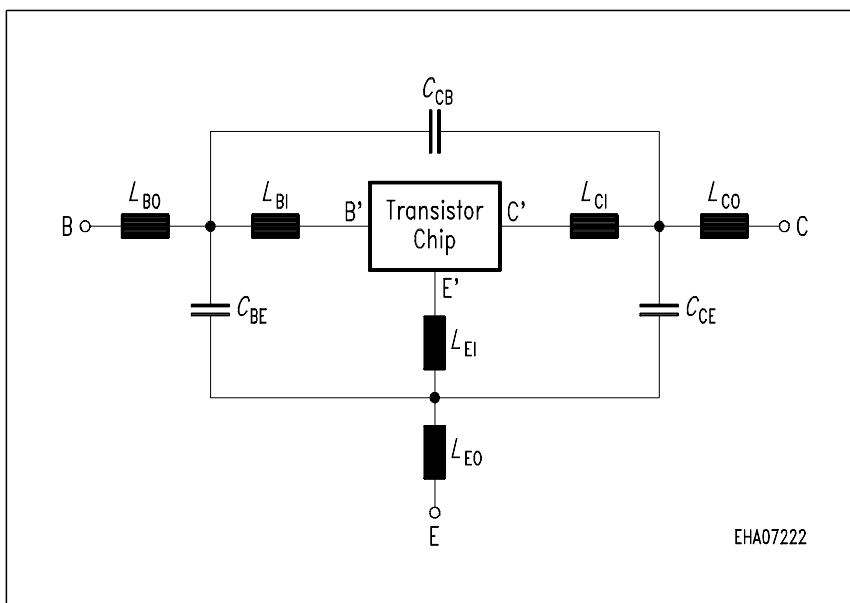 C_CB
L_BO
L_BI
L_CI
L_CO
B
B'
Transistor
Chip
C'
C
E'
C_BE
C_CE
L_EI
L_EO
E
EHA07222